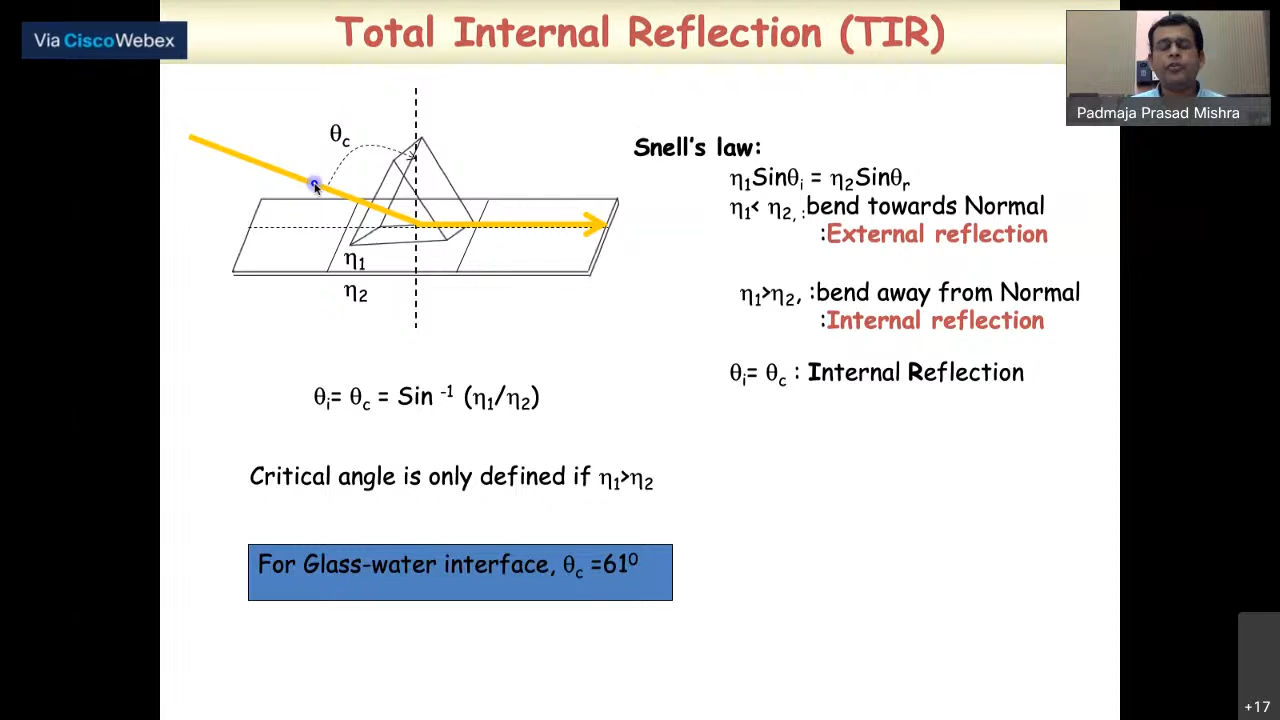 Via Cisco Webex
Total Internal Reflection (TIR)
Padmaja Prasad Mishra
θc
η1
η2
Snell's law:
η1Sinθi = η2Sinθr
η1< η2, :bend towards Normal
:External reflection
η1>η2, :bend away from Normal
:Internal reflection
θi= θc : Internal Reflection
θi= θc = Sin -1 (η1/η2)
Critical angle is only defined if η1>η2
For Glass-water interface, θc =61⁰
+17